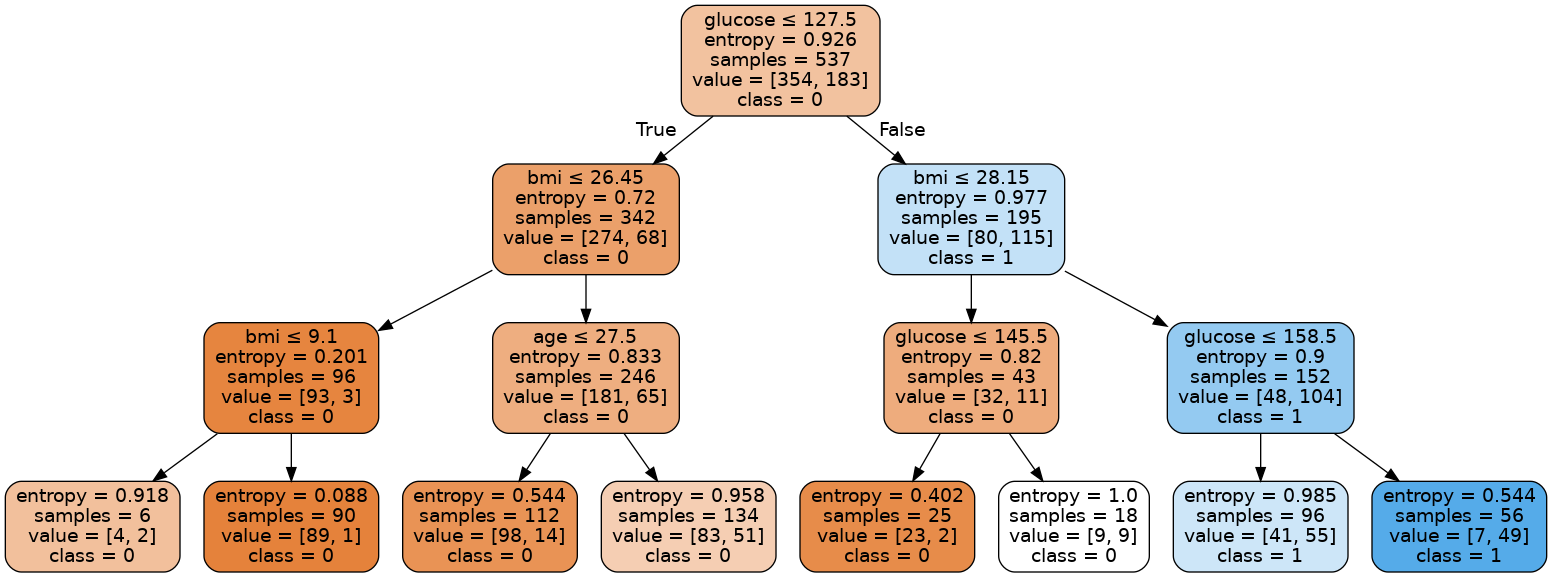 glucose ≤ 127.5
entropy = 0.926
samples = 537
value = [354, 183]
class = 0
True
False
bmi ≤ 26.45
entropy = 0.72
samples = 342
value = [274, 68]
class = 0
bmi ≤ 28.15
entropy = 0.977
samples = 195
value = [80, 115]
class = 1
bmi ≤ 9.1
entropy = 0.201
samples = 96
value = [93, 3]
class = 0
age ≤ 27.5
entropy = 0.833
samples = 246
value = [181, 65]
class = 0
glucose ≤ 145.5
entropy = 0.82
samples = 43
value = [32, 11]
class = 0
glucose ≤ 158.5
entropy = 0.9
samples = 152
value = [48, 104]
class = 1
entropy = 0.918
samples = 6
value = [4, 2]
class = 0
entropy = 0.088
samples = 90
value = [89, 1]
class = 0
entropy = 0.544
samples = 112
value = [98, 14]
class = 0
entropy = 0.958
samples = 134
value = [83, 51]
class = 0
entropy = 0.402
samples = 25
value = [23, 2]
class = 0
entropy = 1.0
samples = 18
value = [9, 9]
class = 0
entropy = 0.985
samples = 96
value = [41, 55]
class = 1
entropy = 0.544
samples = 56
value = [7, 49]
class = 1